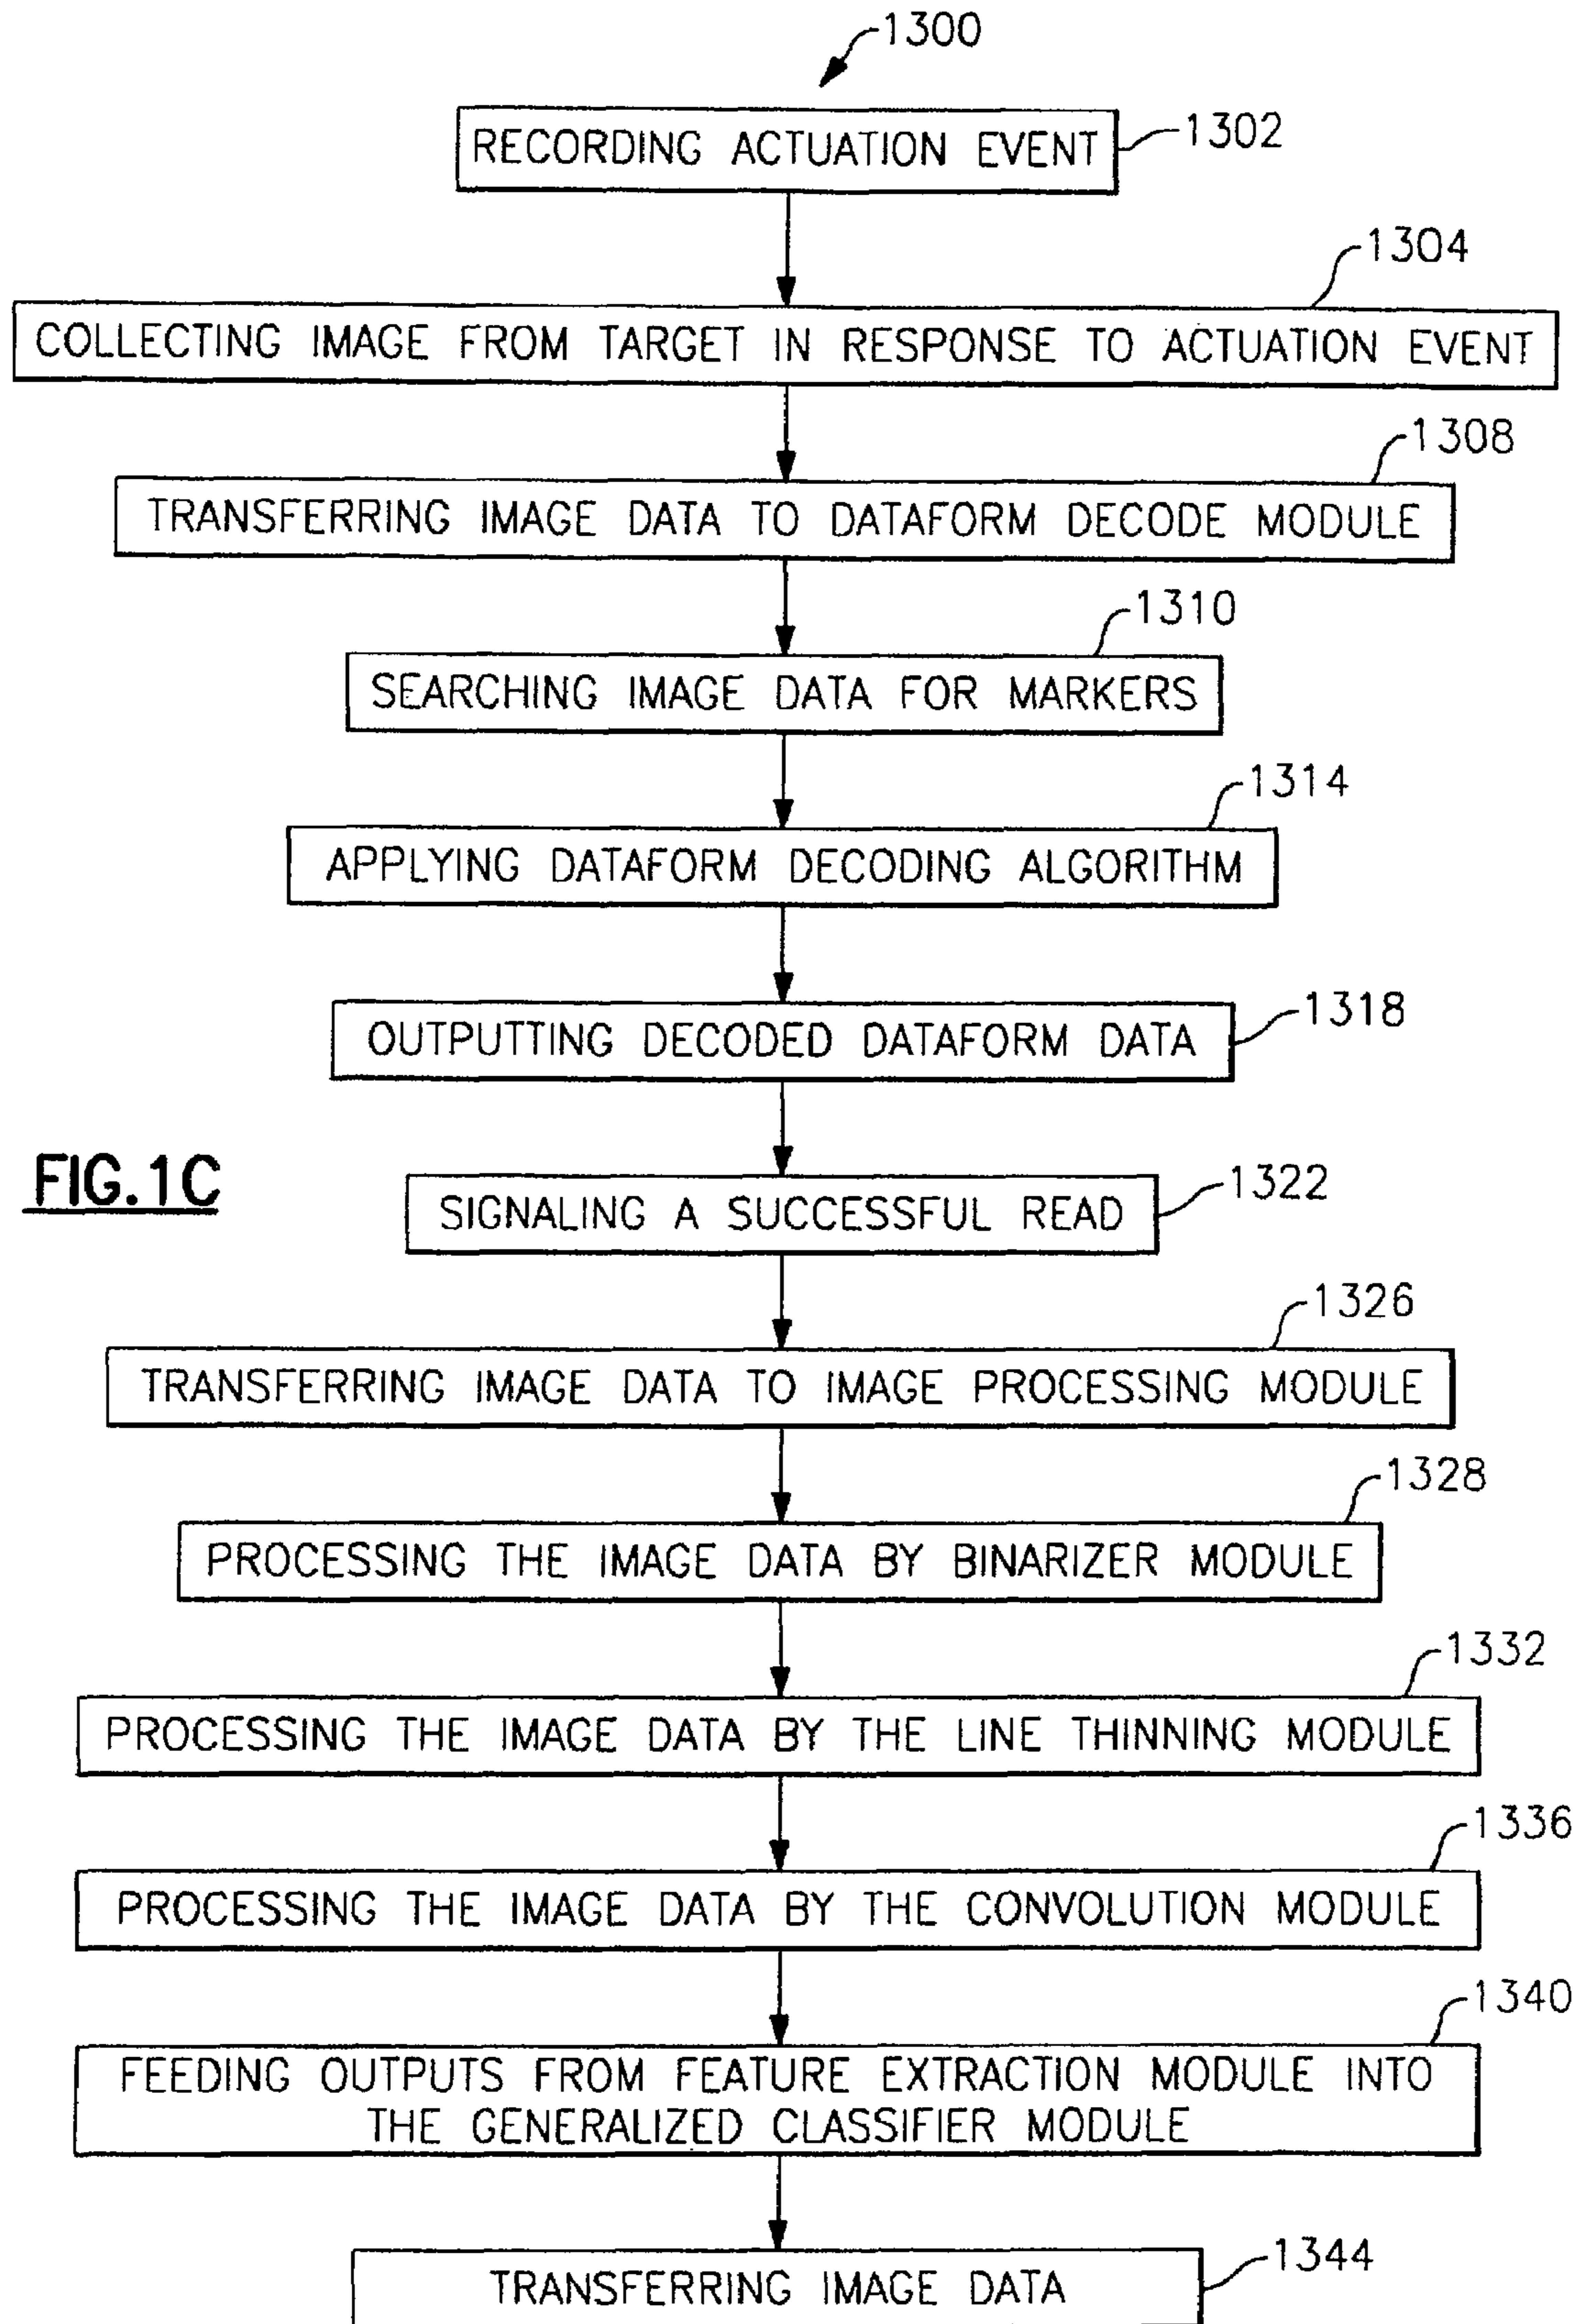 1300
RECORDING ACTUATION EVENT
1302
1304
COLLECTING IMAGE FROM TARGET IN RESPONSE TO ACTUATION EVENT
1308
TRANSFERRING IMAGE DATA TO DATAFORM DECODE MODULE
1310
SEARCHING IMAGE DATA FOR MARKERS
1314
APPLYING DATAFORM DECODING ALGORITHM
1318
OUTPUTTING DECODED DATAFORM DATA
FIG.1C
1322
SIGNALING A SUCCESSFUL READ
1326
TRANSFERRING IMAGE DATA TO IMAGE PROCESSING MODULE
1328
PROCESSING THE IMAGE DATA BY BINARIZER MODULE
1332
PROCESSING THE IMAGE DATA BY THE LINE THINNING MODULE
1336
PROCESSING THE IMAGE DATA BY THE CONVOLUTION MODULE
1340
FEEDING OUTPUTS FROM FEATURE EXTRACTION MODULE INTO
THE GENERALIZED CLASSIFIER MODULE
1344
TRANSFERRING IMAGE DATA